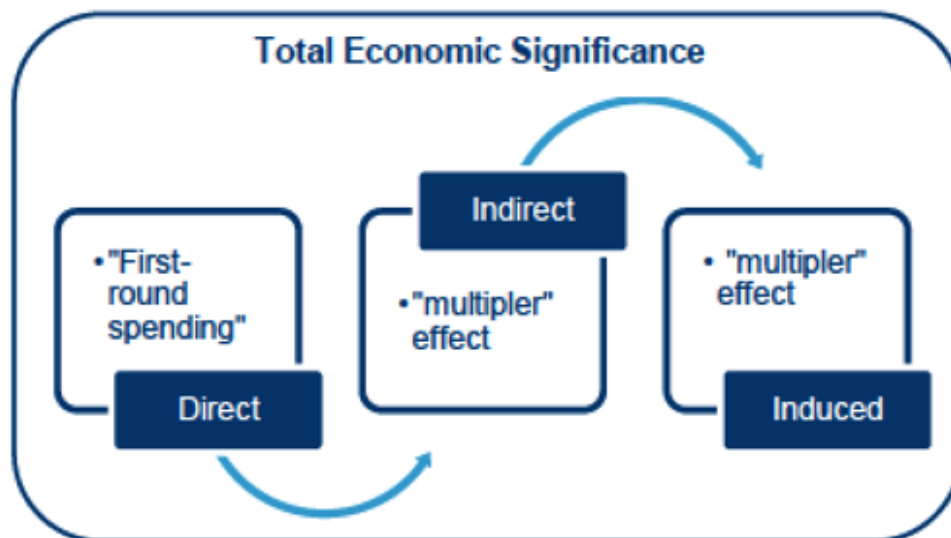 Total Economic Significance
• "First-
round
spending"
Direct
Indirect
• "multipler"
effect
• "multipler"
effect
Induced